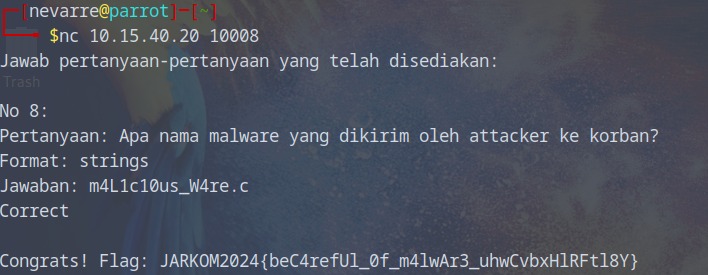 ┌─[nevarre@parrot]─[~]
└──╼ $nc 10.15.40.20 10008
Jawab pertanyaan-pertanyaan yang telah disediakan:
Trash
No 8:
Pertanyaan: Apa nama malware yang dikirim oleh attacker ke korban?
Format: strings
Jawaban: m4L1c10us_W4re.c
Correct
Congrats! Flag: JARKOM2024{beC4refUl_0f_m4lwAr3_uhwCvbxHlRFtl8Y}